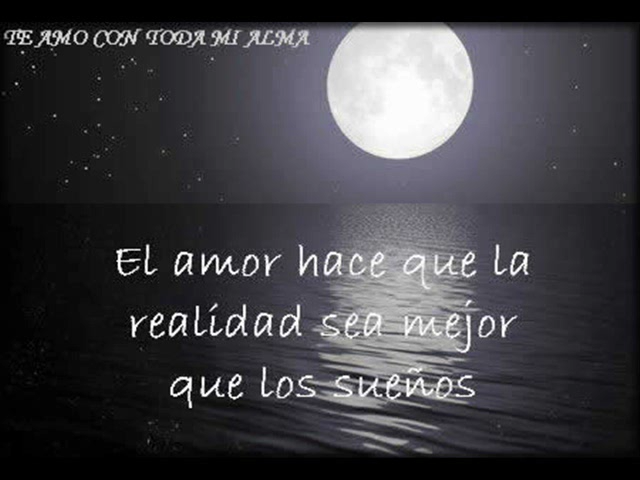 TE AMO CON TODA MI ALMA
El amor hace que la
realidad sea mejor
que los sueños